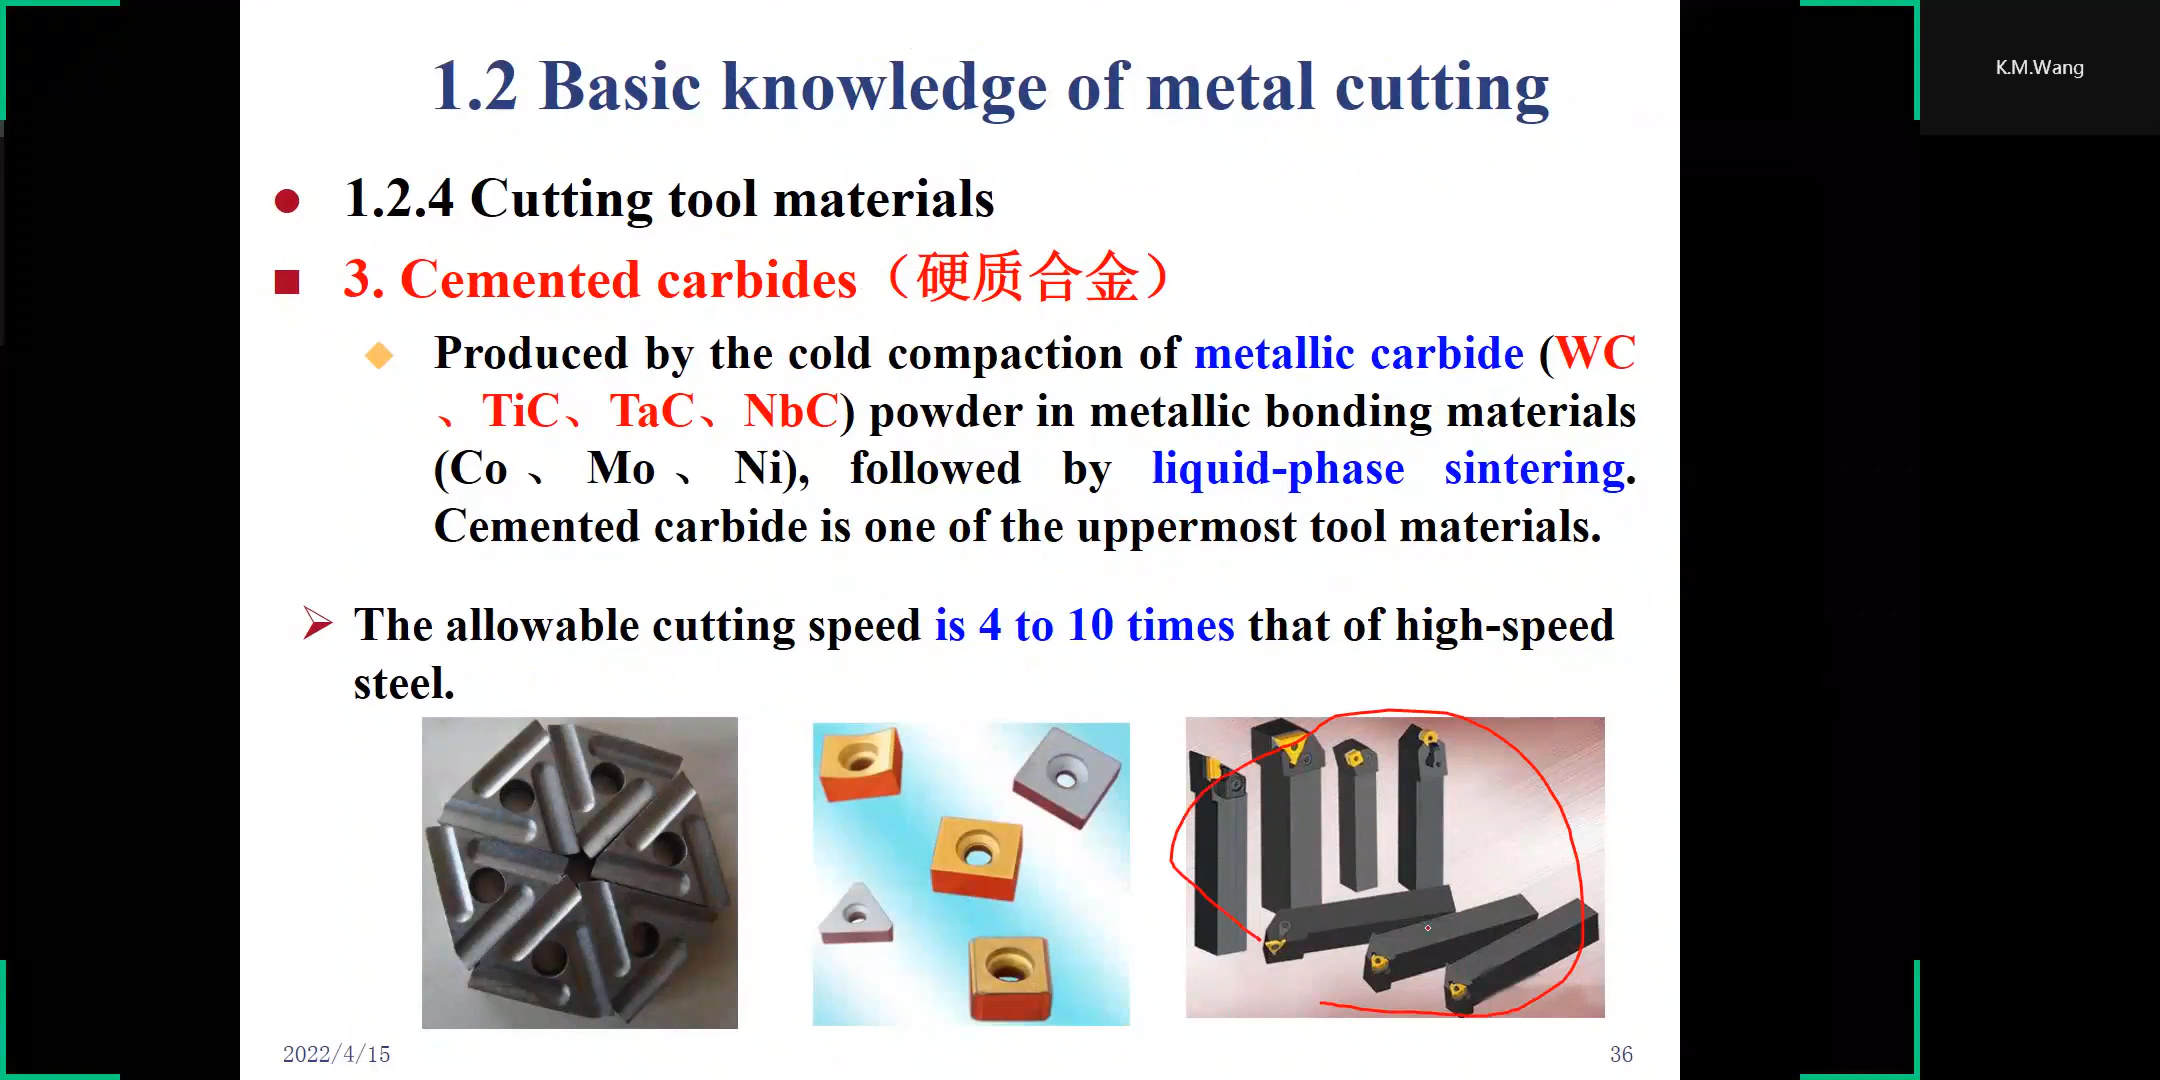 1.2 Basic knowledge of metal cutting
K.M.Wang
1.2.4 Cutting tool materials
3. Cemented carbides（硬质合金）
Produced by the cold compaction of metallic carbide (WC
、TiC、TaC、NbC) powder in metallic bonding materials
(Co 、 Mo 、 Ni), followed by liquid-phase sintering.
Cemented carbide is one of the uppermost tool materials.
The allowable cutting speed is 4 to 10 times that of high-speed
steel.
2022/4/15
36